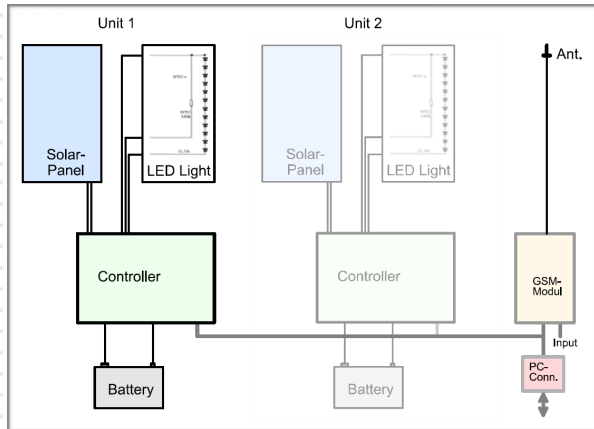 Unit 1
Unit 2
Ant.
Solar-
Panel
LED Light
Solar-
Panel
LED Light
Controller
Controller
GSM-
Modul
Input
PC-
Conn.
Battery
Battery